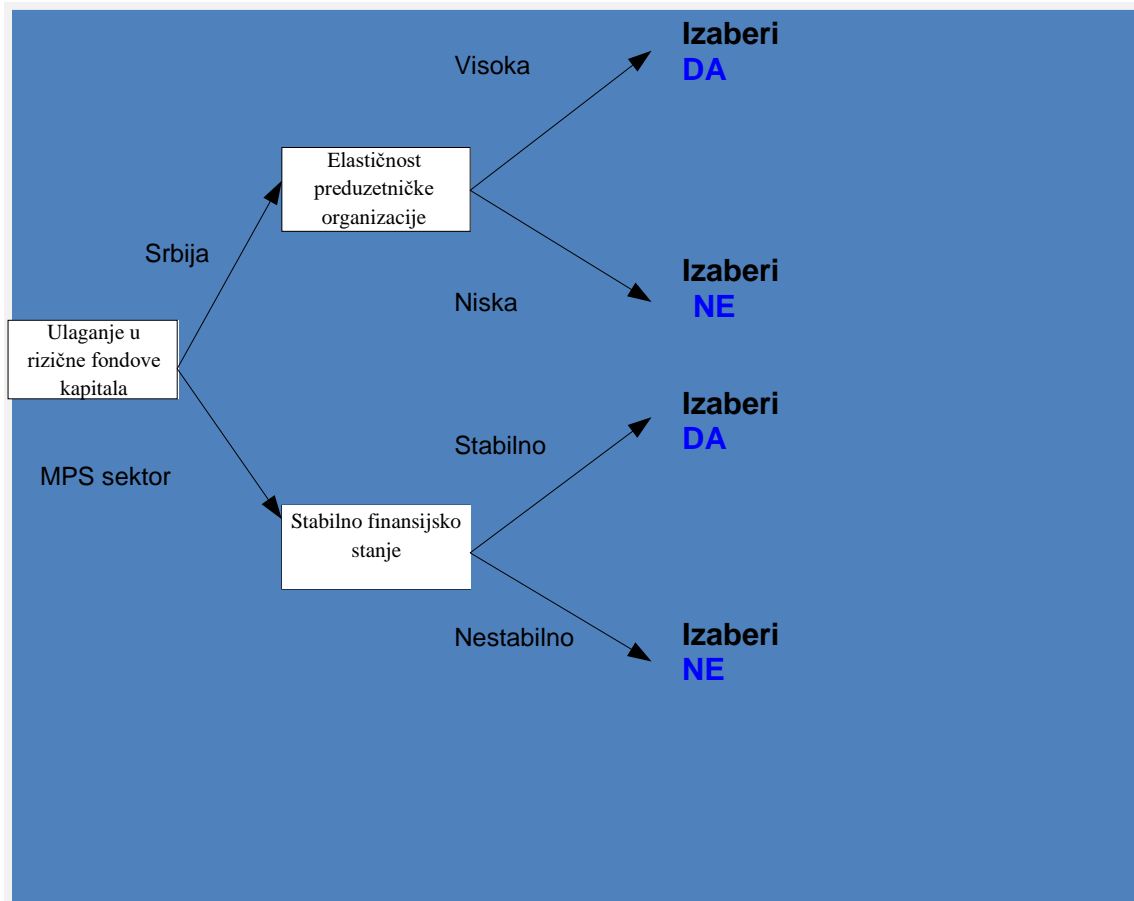 Izaberi
DA
Visoka
Elastičnost
preduzetničke
organizacije
Srbija
Izaberi
NE
Niska
Ulaganje u
rizične fondove
kapitala
Izaberi
DA
Stabilno
MPS sektor
Stabilno finansijsko
stanje
Nestabilno
Izaberi
NE